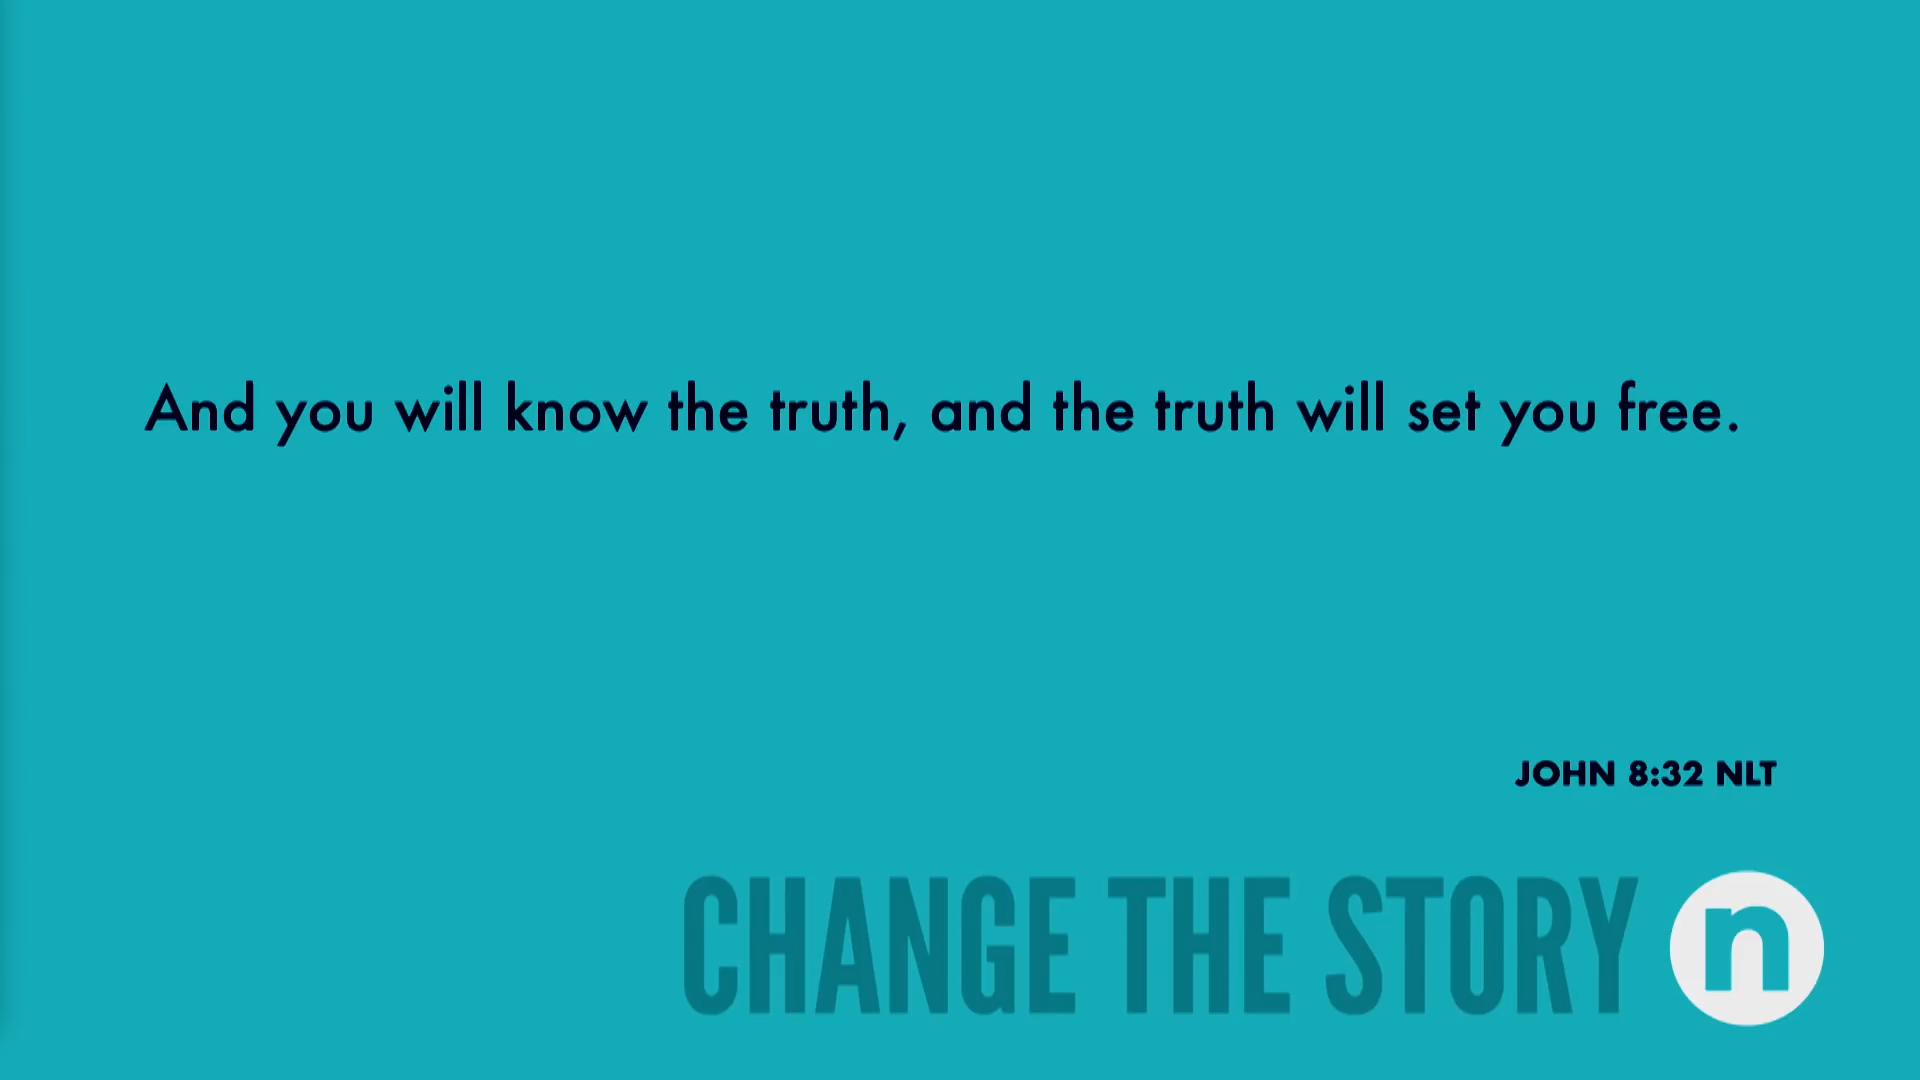 And you will know the truth, and the truth will set you free.
JOHN 8:32 NLT
CHANGE THE STORY
n